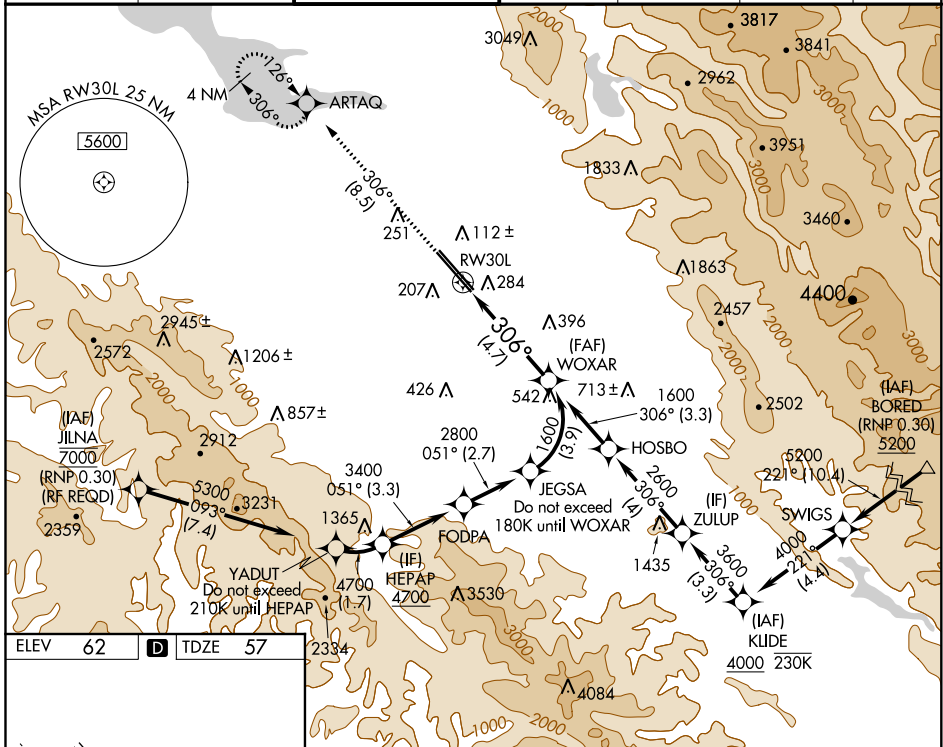 3817
3841
3049
2000
2962
1000
3000
126°
4 NM
306°
ARTAQ
MSA RW30L 25 NM
5600
3951
3000
1833
306°
(8.5)
3460
251
112 ±
RW30L
284
207
1863
2457
4400
2945 ±
2572
1206 ±
2000
1000
396
306°
(4.7)
(FAF)
WOXAR
2000
3000
426
542
713 ±
1600
306° (3.3)
2000
2502
857 ±
(IAF)
BORED
(RNP 0.30)
5200
(IAF)
JILNA
7000
(RNP 0.30)
(RF REQD)
2912
2800
051° (2.7)
1600
(3.9)
HOSBO
3400
051° (3.3)
5200
221° (10.4)
5300
093°
(7.4)
3231
2359
1365
JEGSA
Do not exceed
180K until WOXAR
2600
306°
(4)
(IF)
ZULUP
1000
SWIGS
FODPA
1435
YADUT
Do not exceed
210K until HEPAP
4700
(1.7)
(IF)
HEPAP
4700
3530
3600
306°
(3.3)
4000
221°
(4.4)
(IAF)
KLIDE
4000 230K
2334
3000
4084
1000
2000
ELEV 62
D
TDZE 57